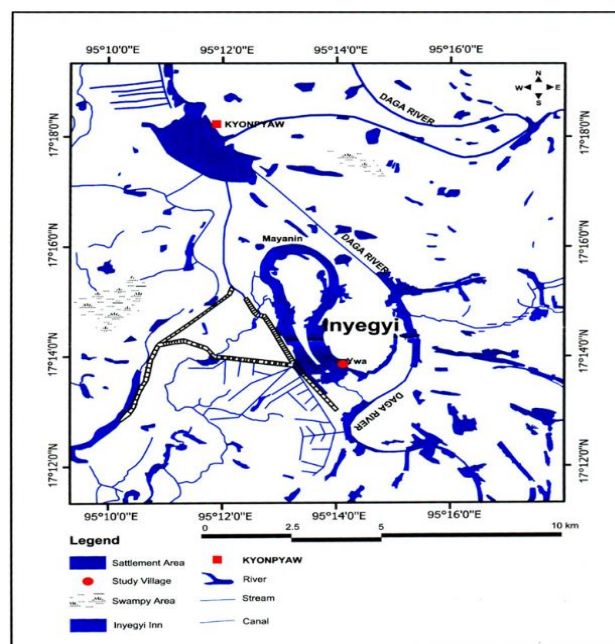 95°10'0"E 95°12'0"E 95°14'0"E 95°16'0"E
N
W E
S
DAGA RIVER
KYONPYAW
17°18'0"N 17°18'0"N
Mayanin
DAGA RIVER
17°16'0"N 17°16'0"N
Inyegyi
Ywa
17°14'0"N 17°14'0"N
DAGA RIVER
17°12'0"N 17°12'0"N
95°10'0"E 95°12'0"E 95°14'0"E 95°16'0"E
0 2.5 5 10 km
Legend
Sattlement Area KYONPYAW
Study Village River
Swampy Area Stream
Inyegyi Inn Canal